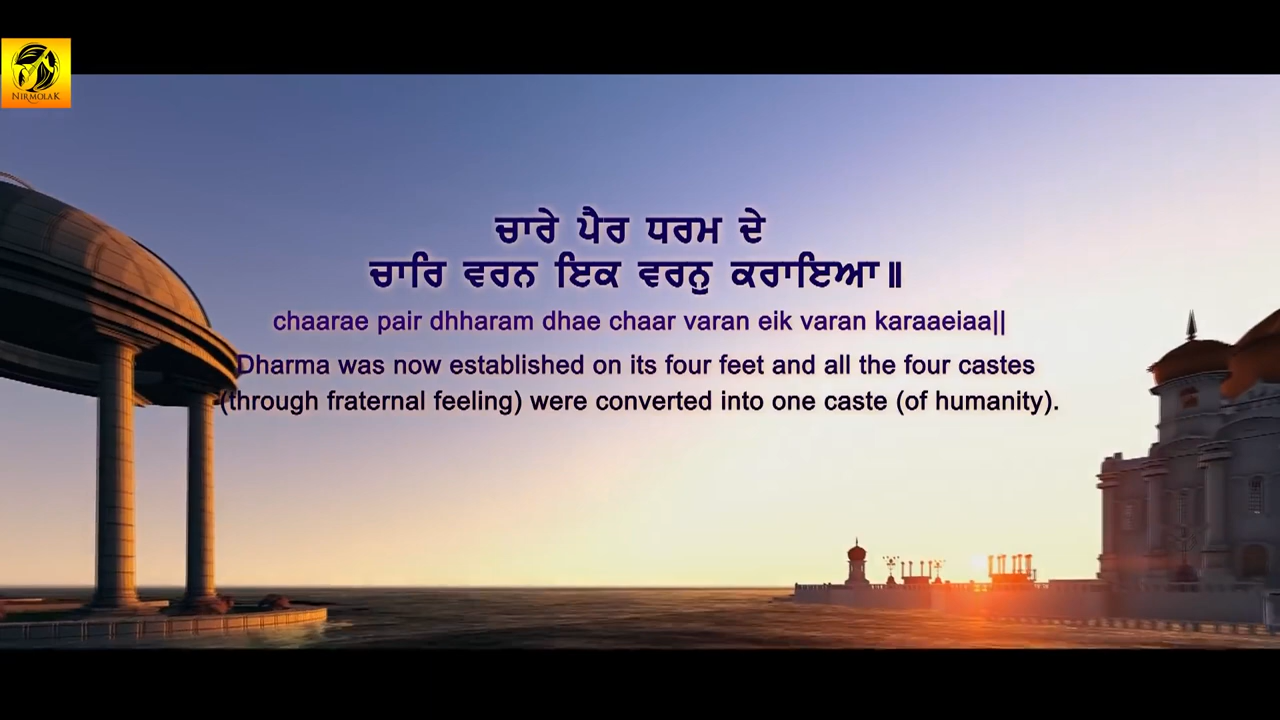 NIRMOLAK
ਚਾਰੇ ਪੈਰ ਧਰਮ ਦੇ
ਚਾਰਿ ਵਰਨ ਇਕ ਵਰਨੁ ਕਰਾਇਆ॥
chaarae pair dhharam dhae chaar varan eik varan karaaeiaa||
Dharma was now established on its four feet and all the four castes
(through fraternal feeling) were converted into one caste (of humanity).